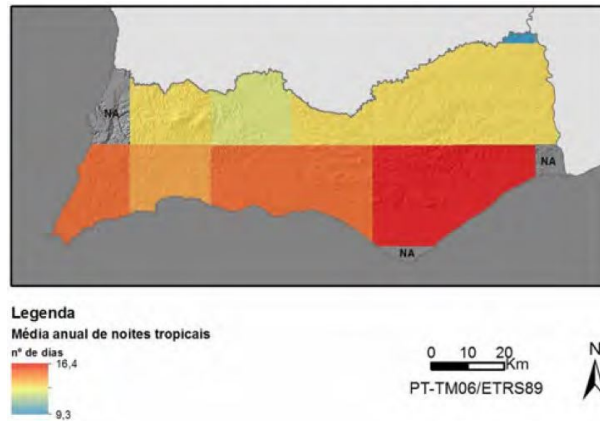 NA
NA
NA
Legenda
Média anual de noites tropicais
nº de dias
16,4
9,3
0 10 20
Km
PT-TM06/ETRS89
N